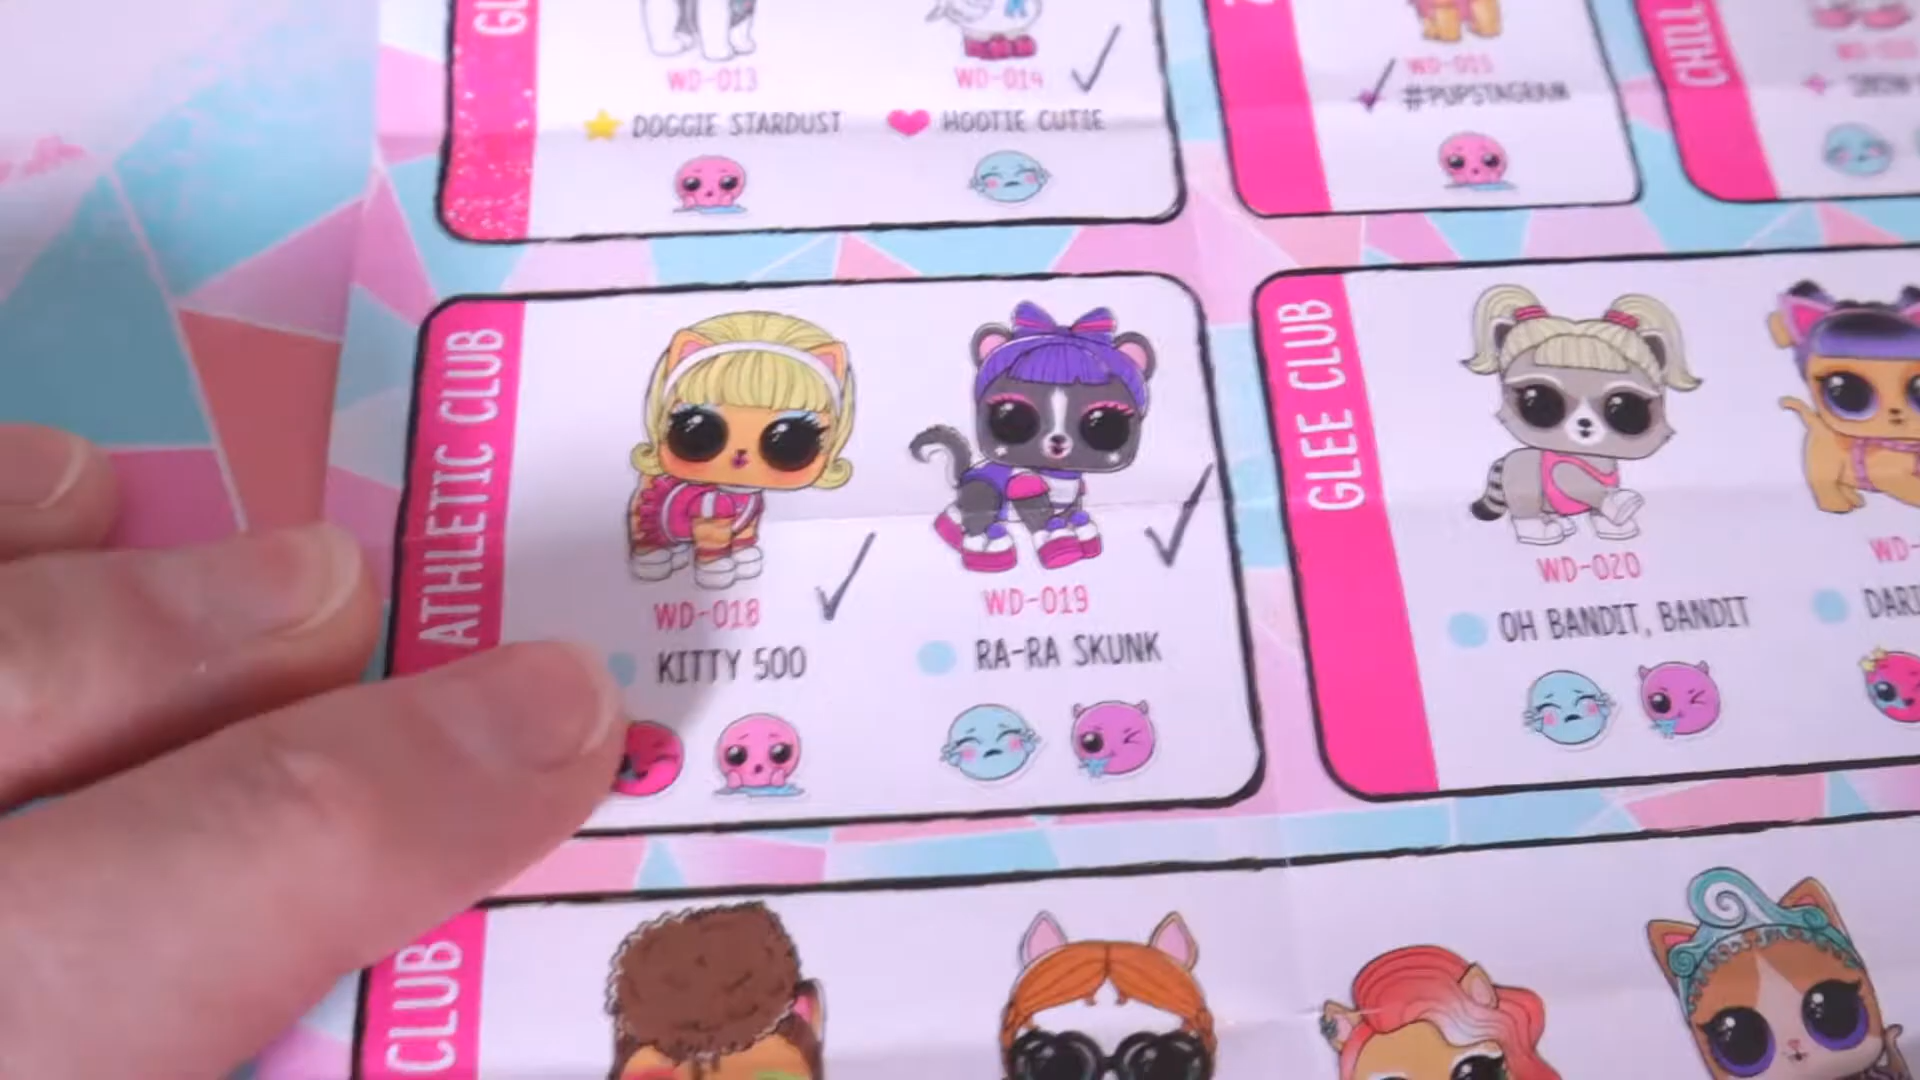 WD-013
DOGGIE STARDUST
WD-014
HOOTIE CUTIE
#PUPSTAGRAM
CHILL
ATHLETIC CLUB
WD-018
KITTY 500
WD-019
RA-RA SKUNK
GLEE CLUB
WD-020
OH BANDIT, BANDIT
WD-
CLUB